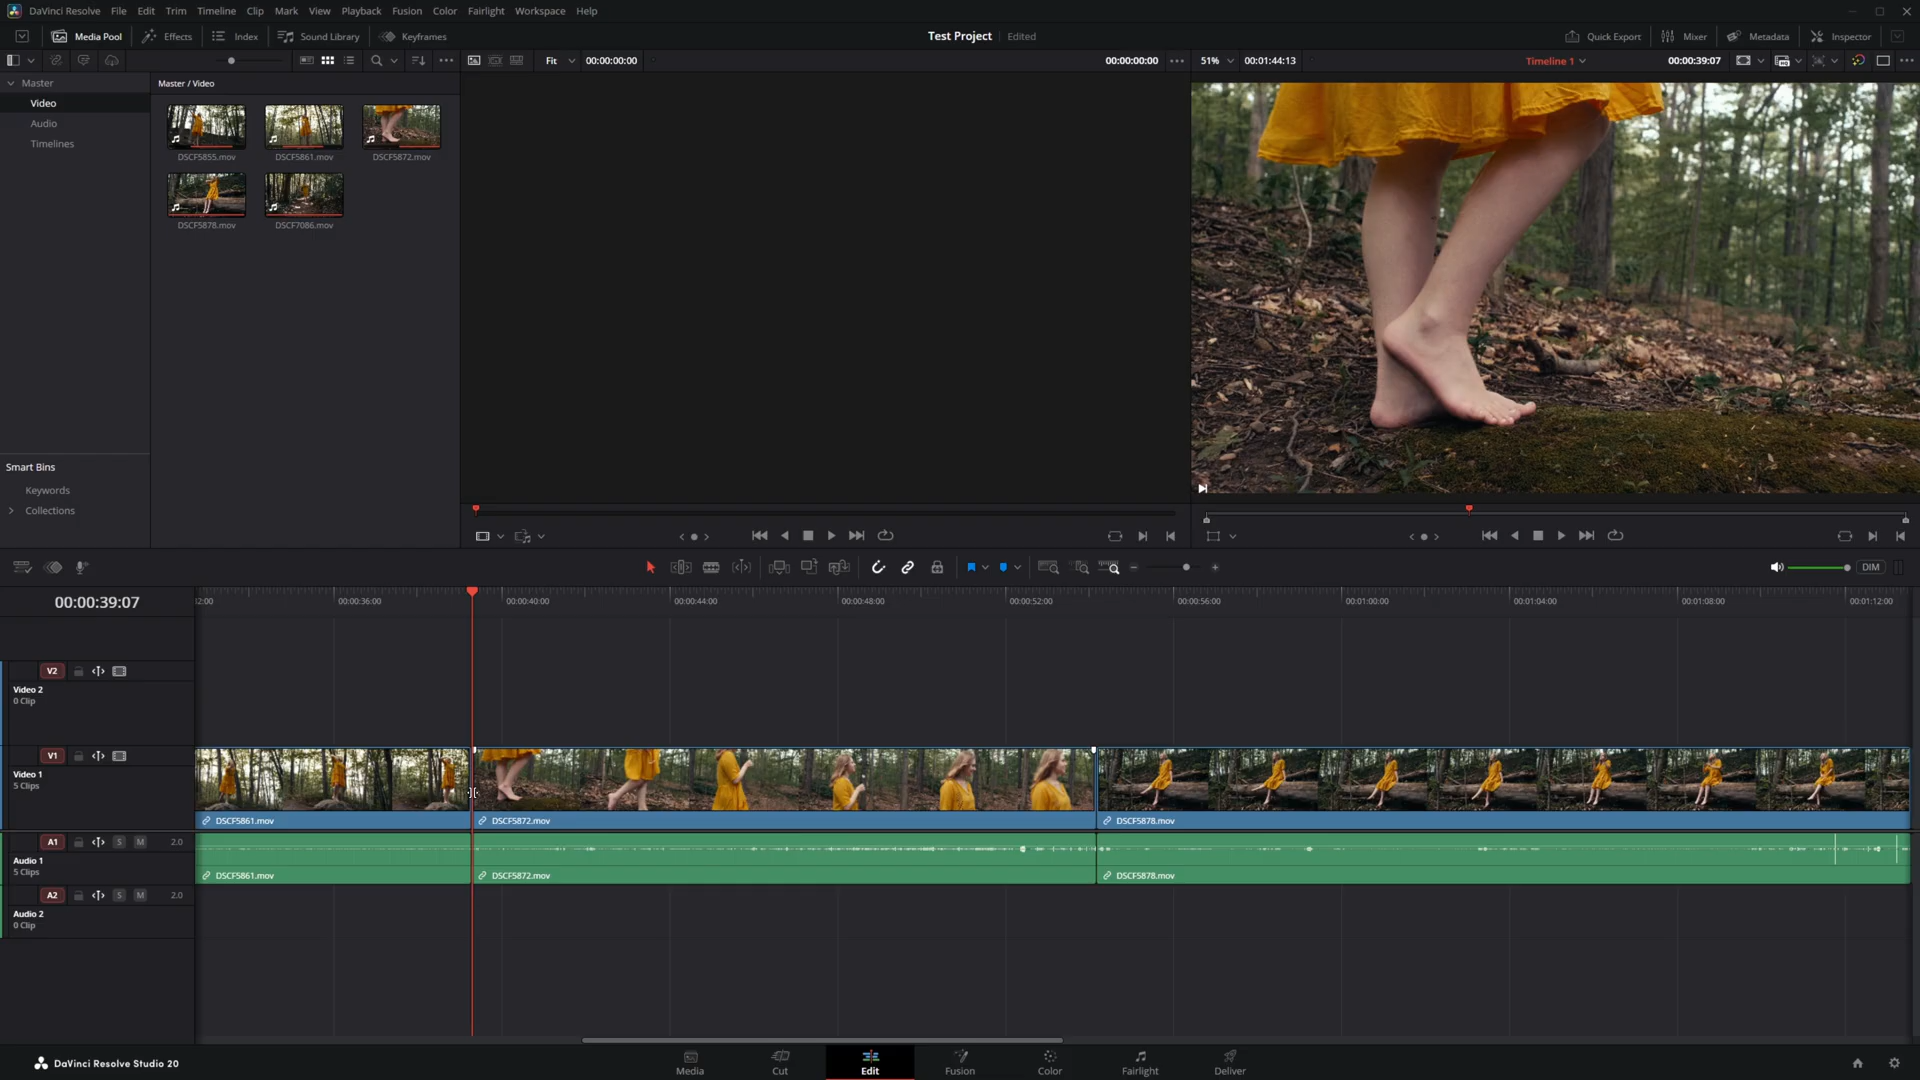 DaVinci Resolve File Edit Trim Timeline Clip Mark View Playback Fusion Color Fairlight Workspace Help
Media Pool Effects Index Sound Library Keyframes Test Project Edited Quick Export Mixer Metadata Inspector
Fit 00:00:00:00 00:00:00:00 51% 00:01:44:13 Timeline 1 00:00:39:07
Master Master / Video
Video
Audio
Timelines
DSCF5855.mov DSCF5861.mov DSCF5872.mov
DSCF5878.mov DSCF7086.mov
Smart Bins
Keywords
Collections
DIM
00:00:39:07 32:00 00:00:36:00 00:00:40:00 00:00:44:00 00:00:48:00 00:00:52:00 00:00:56:00 00:01:00:00 00:01:04:00 00:01:08:00 00:01:12:00
V2
Video 2
0 Clip
V1
Video 1
5 Clips
DSCF5861.mov DSCF5872.mov DSCF5878.mov
A1 S M 2.0
Audio 1
5 Clips
DSCF5861.mov DSCF5872.mov DSCF5878.mov
A2 S M 2.0
Audio 2
0 Clip
DaVinci Resolve Studio 20 Media Cut Edit Fusion Color Fairlight Deliver